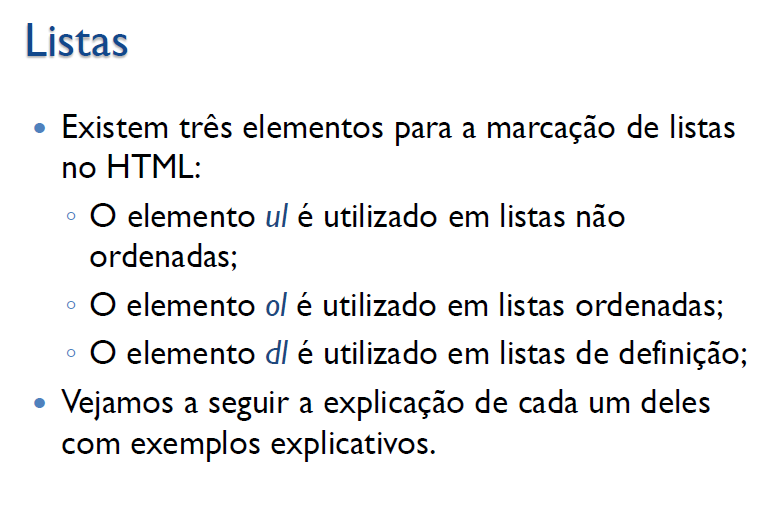 Listas
• Existem três elementos para a marcação de listas
no HTML:
◦ O elemento ul é utilizado em listas não
ordenadas;
◦ O elemento ol é utilizado em listas ordenadas;
◦ O elemento dl é utilizado em listas de definição;
• Vejamos a seguir a explicação de cada um deles
com exemplos explicativos.